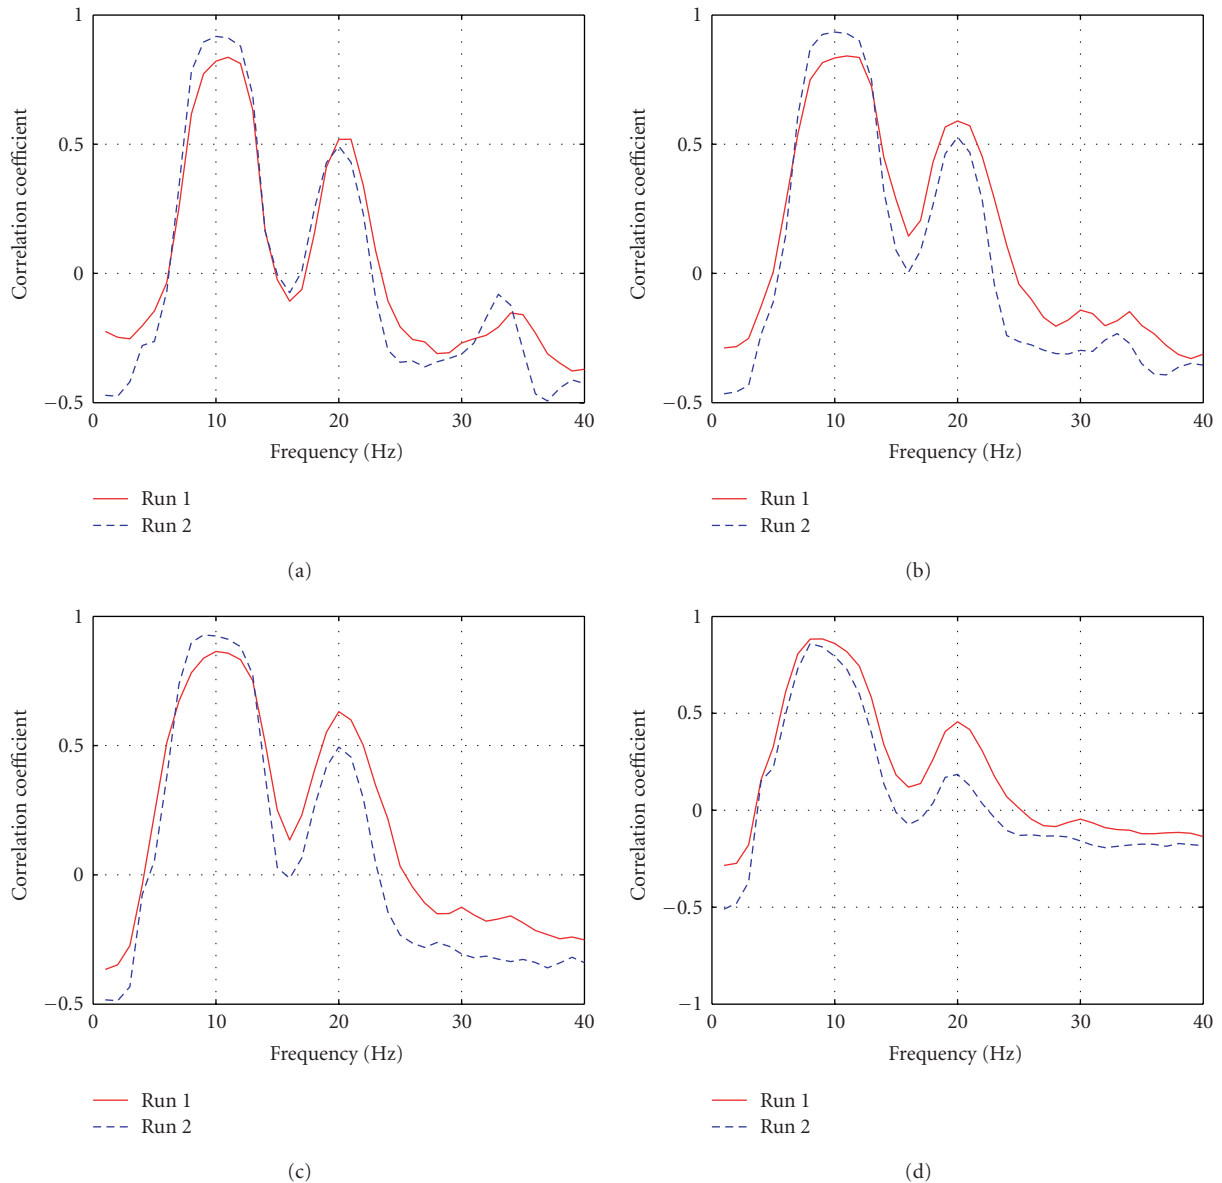 1
0.5
0
−0.5
Correlation coefficient
0 10 20 30 40
Frequency (Hz)
Run 1
Run 2
(a)
1
0.5
0
−0.5
Correlation coefficient
0 10 20 30 40
Frequency (Hz)
Run 1
Run 2
(b)
1
0.5
0
−0.5
Correlation coefficient
0 10 20 30 40
Frequency (Hz)
Run 1
Run 2
(c)
1
0.5
0
−0.5
−1
Correlation coefficient
0 10 20 30 40
Frequency (Hz)
Run 1
Run 2
(d)